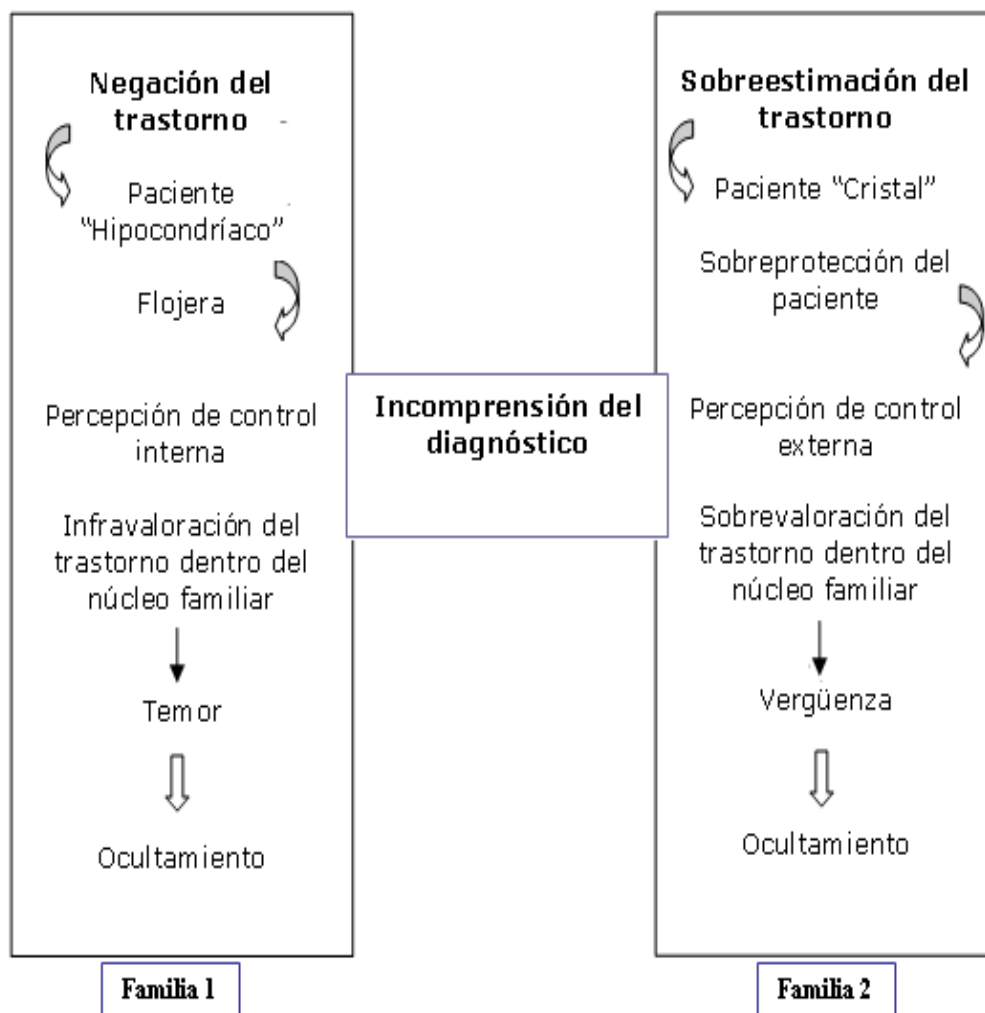 Negación del
trastorno
Paciente
“Hipocondríaco”
Flojera
Percepción de control
interna
Infravaloración del
trastorno dentro del
núcleo familiar
Temor
Ocultamiento
Familia 1
Incomprensión del
diagnóstico
Sobreestimación del
trastorno
Paciente “Cristal”
Sobreprotección del
paciente
Percepción de control
externa
Sobrevaloración del
trastorno dentro del
núcleo familiar
Vergüenza
Ocultamiento
Familia 2